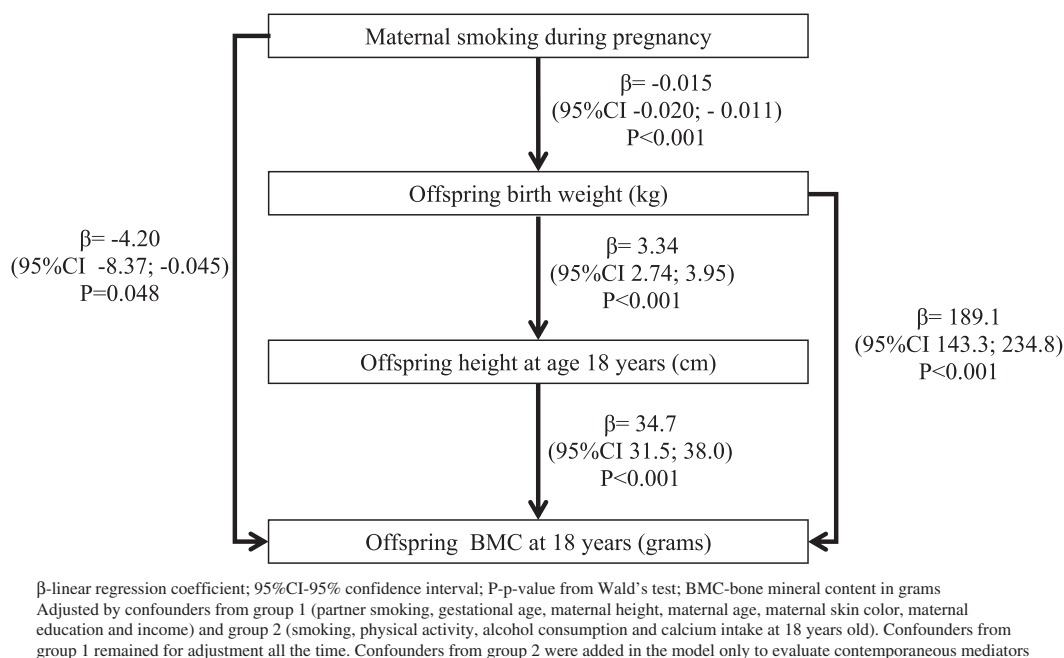 Maternal smoking during pregnancy
β= -0.015
(95%CI -0.020; - 0.011)
P<0.001
Offspring birth weight (kg)
β= -4.20
(95%CI -8.37; -0.045)
P=0.048
β= 3.34
(95%CI 2.74; 3.95)
P<0.001
β= 189.1
(95%CI 143.3; 234.8)
P<0.001
Offspring height at age 18 years (cm)
β= 34.7
(95%CI 31.5; 38.0)
P<0.001
Offspring BMC at 18 years (grams)
β-linear regression coefficient; 95%CI-95% confidence interval; P-p-value from Wald's test; BMC-bone mineral content in grams
Adjusted by confounders from group 1 (partner smoking, gestational age, maternal height, maternal age, maternal skin color, maternal
education and income) and group 2 (smoking, physical activity, alcohol consumption and calcium intake at 18 years old). Confounders from
group 1 remained for adjustment all the time. Confounders from group 2 were added in the model only to evaluate contemporaneous mediators